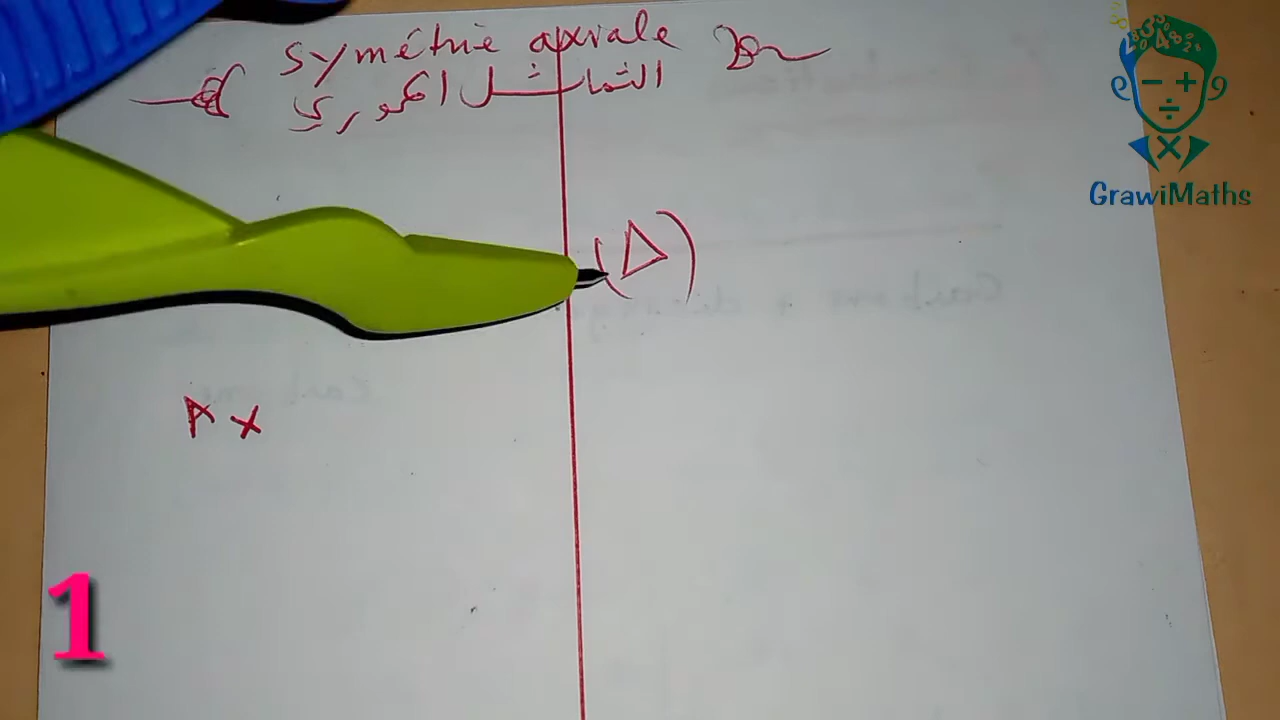 Symétrie axiale
التماثل المحوري
(Δ)
A x
1
- +
÷
x
GrawiMaths